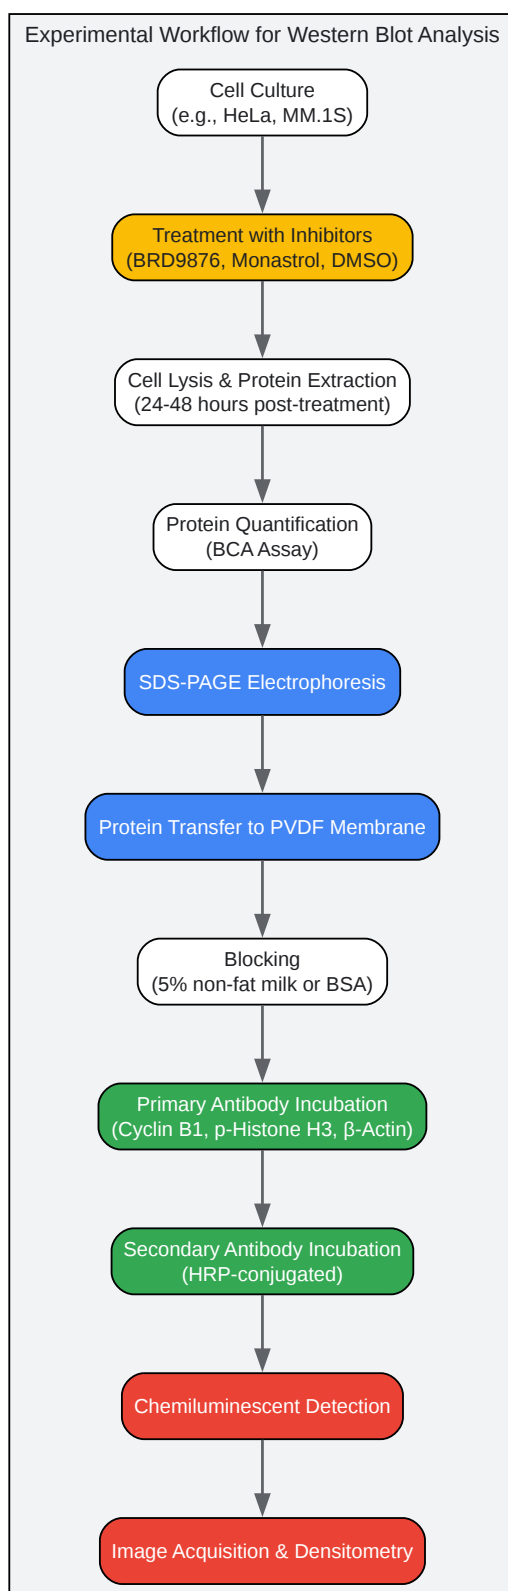 Experimental Workflow for Western Blot Analysis
Cell Culture
(e.g., HeLa, MM.1S)
Treatment with Inhibitors
(BRD9876, Monastrol, DMSO)
Cell Lysis & Protein Extraction
(24-48 hours post-treatment)
Protein Quantification
(BCA Assay)
SDS-PAGE Electrophoresis
Protein Transfer to PVDF Membrane
Blocking
(5% non-fat milk or BSA)
Primary Antibody Incubation
(Cyclin B1, p-Histone H3, β-Actin)
Secondary Antibody Incubation
(HRP-conjugated)
Chemiluminescent Detection
Image Acquisition & Densitometry